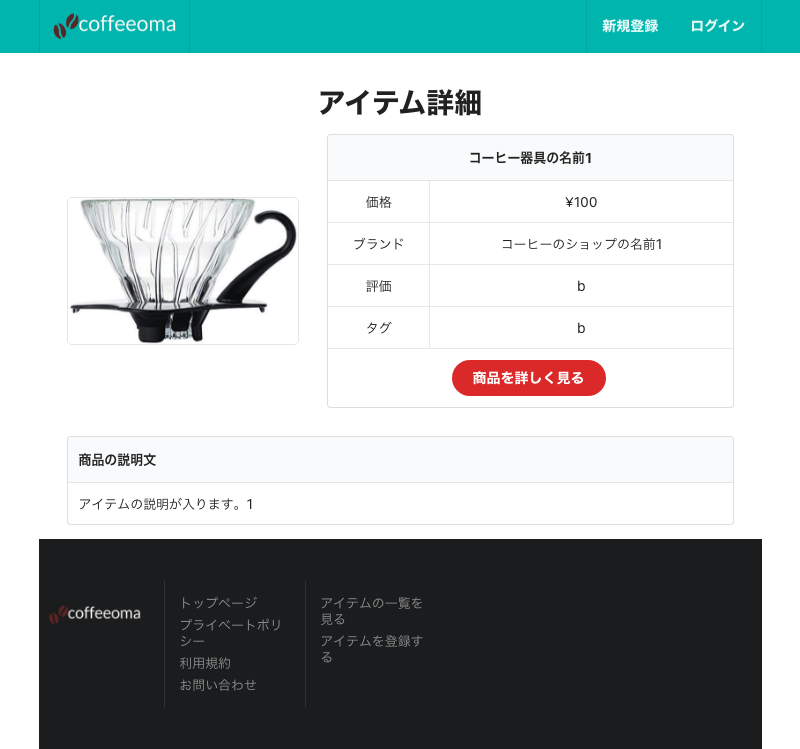 coffeeoma
新規登録
ログイン
アイテム詳細
コーヒー器具の名前1
価格
¥100
ブランド
コーヒーのショップの名前1
評価
b
タグ
b
商品を詳しく見る
商品の説明文
アイテムの説明が入ります。1
coffeeoma
トップページ
プライベートポリ
シー
利用規約
お問い合わせ
アイテムの一覧を
見る
アイテムを登録す
る